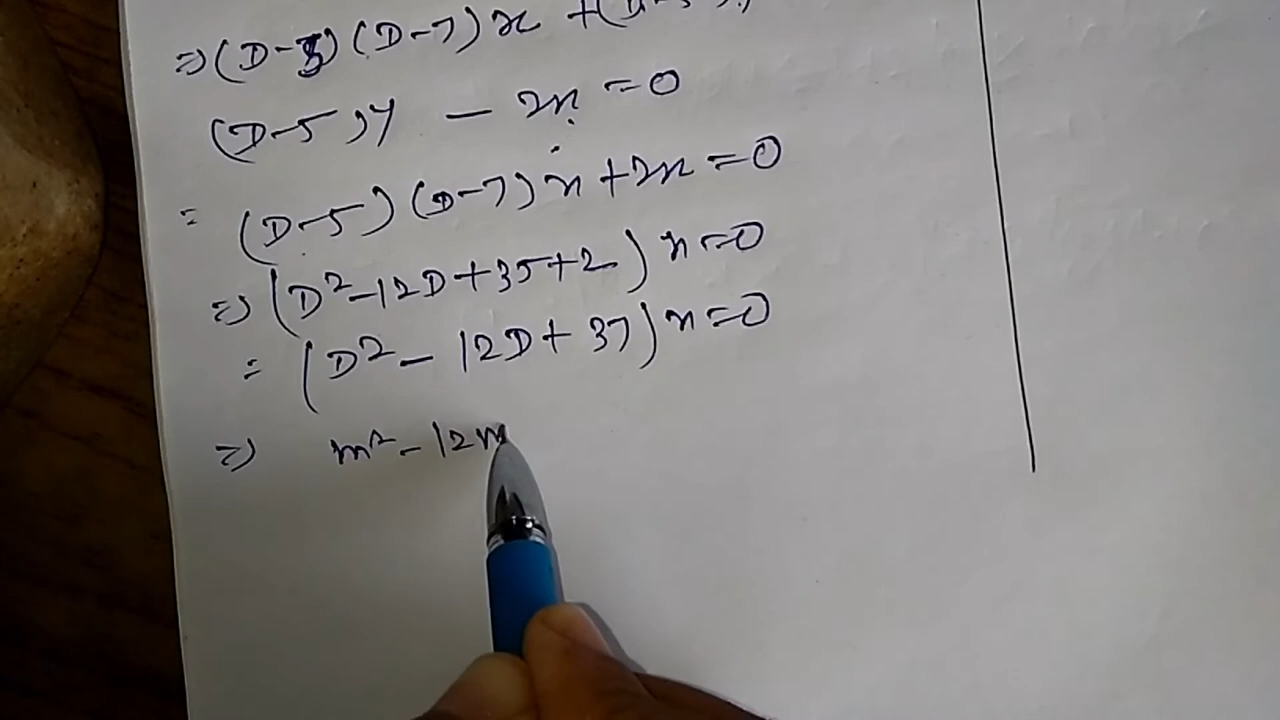 ⇒ (D-5)(D-7)x + (D-5)
(D-5)y - 2x = 0
= (D-5)(D-7)x + 2x = 0
⇒ (D² - 12D + 35 + 2)x = 0
= (D² - 12D + 37)x = 0
⇒ m² - 12m